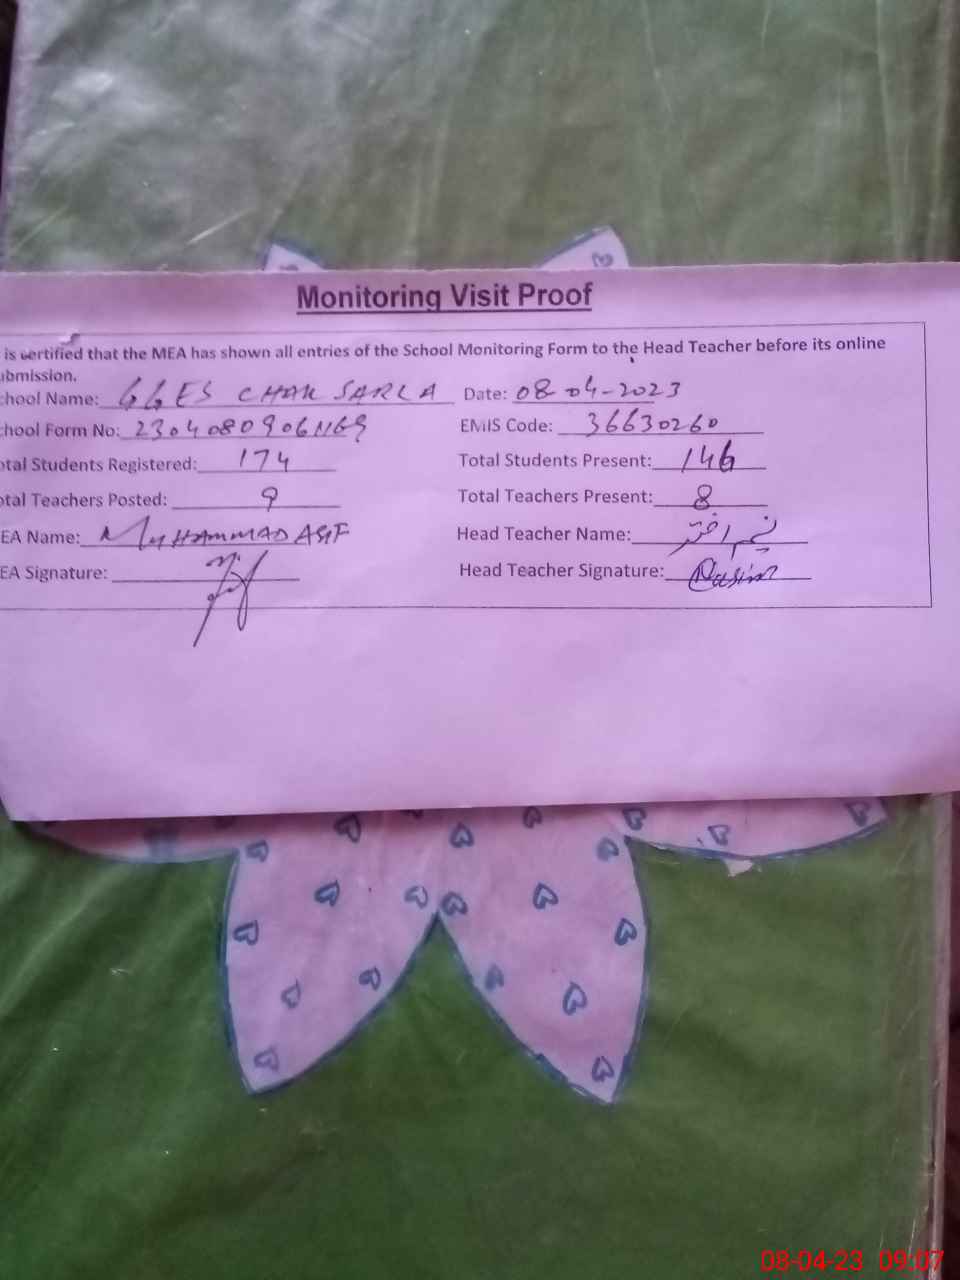 Monitoring Visit Proof
is certified that the MEA has shown all entries of the School Monitoring Form to the Head Teacher before its online
ubmission.
chool Name: GGES CHAK SARLA Date: 08-04-2023
chool Form No: EMIS Code: 36630260
otal Students Registered: 174 Total Students Present: 146
otal Teachers Posted: 9 Total Teachers Present: 8
EA Name: MUHAMMAD ASIF Head Teacher Name: نسیم اختر
EA Signature: Head Teacher Signature:
08-04-23 09:07